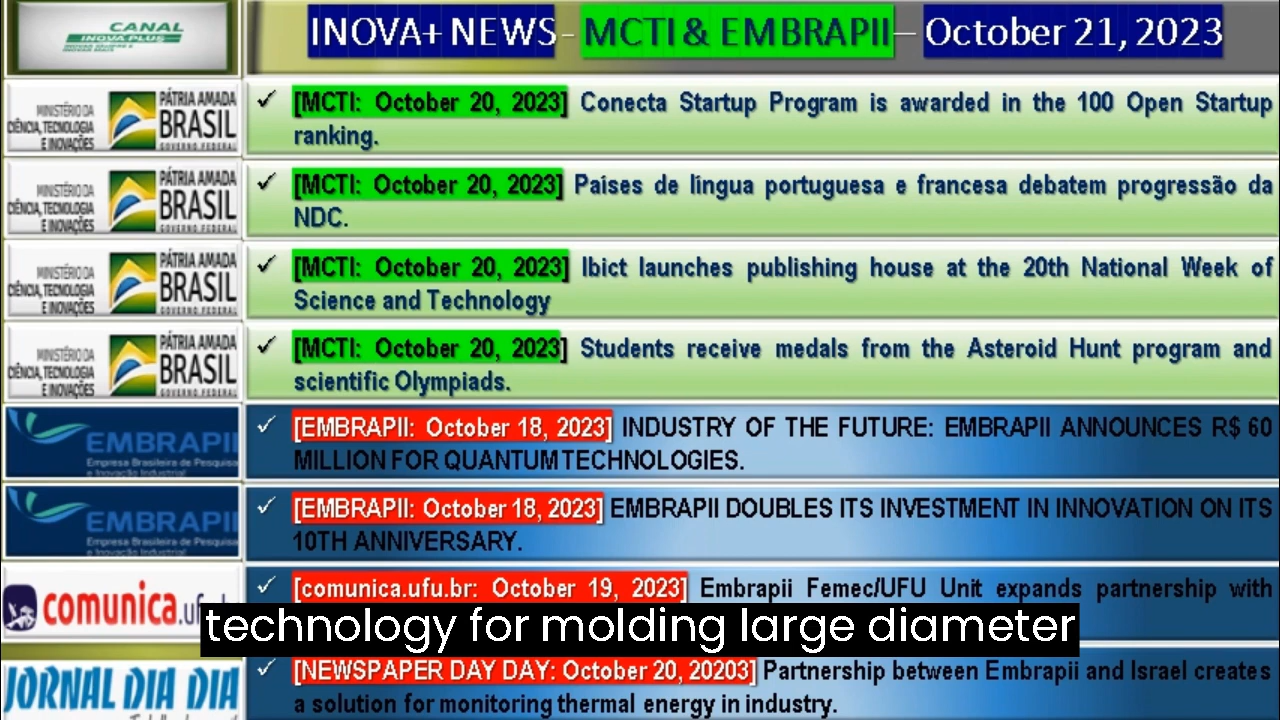 CANAL
INOVA PLUS
INOVA+ NEWS – MCTI & EMBRAPII – October 21, 2023
MINISTÉRIO DA
CIÊNCIA, TECNOLOGIA
E INOVAÇÕES
PÁTRIA AMADA
BRASIL
GOVERNO FEDERAL
✓ [MCTI: October 20, 2023] Conecta Startup Program is awarded in the 100 Open Startup
ranking.
MINISTÉRIO DA
CIÊNCIA, TECNOLOGIA
E INOVAÇÕES
PÁTRIA AMADA
BRASIL
GOVERNO FEDERAL
✓ [MCTI: October 20, 2023] Países de lingua portuguesa e francesa debatem progressão da
NDC.
MINISTÉRIO DA
CIÊNCIA, TECNOLOGIA
E INOVAÇÕES
PÁTRIA AMADA
BRASIL
GOVERNO FEDERAL
✓ [MCTI: October 20, 2023] Ibict launches publishing house at the 20th National Week of
Science and Technology
MINISTÉRIO DA
CIÊNCIA, TECNOLOGIA
E INOVAÇÕES
PÁTRIA AMADA
BRASIL
GOVERNO FEDERAL
✓ [MCTI: October 20, 2023] Students receive medals from the Asteroid Hunt program and
scientific Olympiads.
EMBRAPII
Empresa Brasileira de Pesquisa
e Inovação Industrial
✓ [EMBRAPII: October 18, 2023] INDUSTRY OF THE FUTURE: EMBRAPII ANNOUNCES R$ 60
MILLION FOR QUANTUM TECHNOLOGIES.
EMBRAPII
Empresa Brasileira de Pesquisa
e Inovação Industrial
✓ [EMBRAPII: October 18, 2023] EMBRAPII DOUBLES ITS INVESTMENT IN INNOVATION ON ITS
10TH ANNIVERSARY.
comunica.uf
✓ [comunica.ufu.br: October 19, 2023] Embrapii Femec/UFU Unit expands partnership with
technology for molding large diameter
JORNAL DIA DIA
✓ [NEWSPAPER DAY DAY: October 20, 20203] Partnership between Embrapii and Israel creates
a solution for monitoring thermal energy in industry.